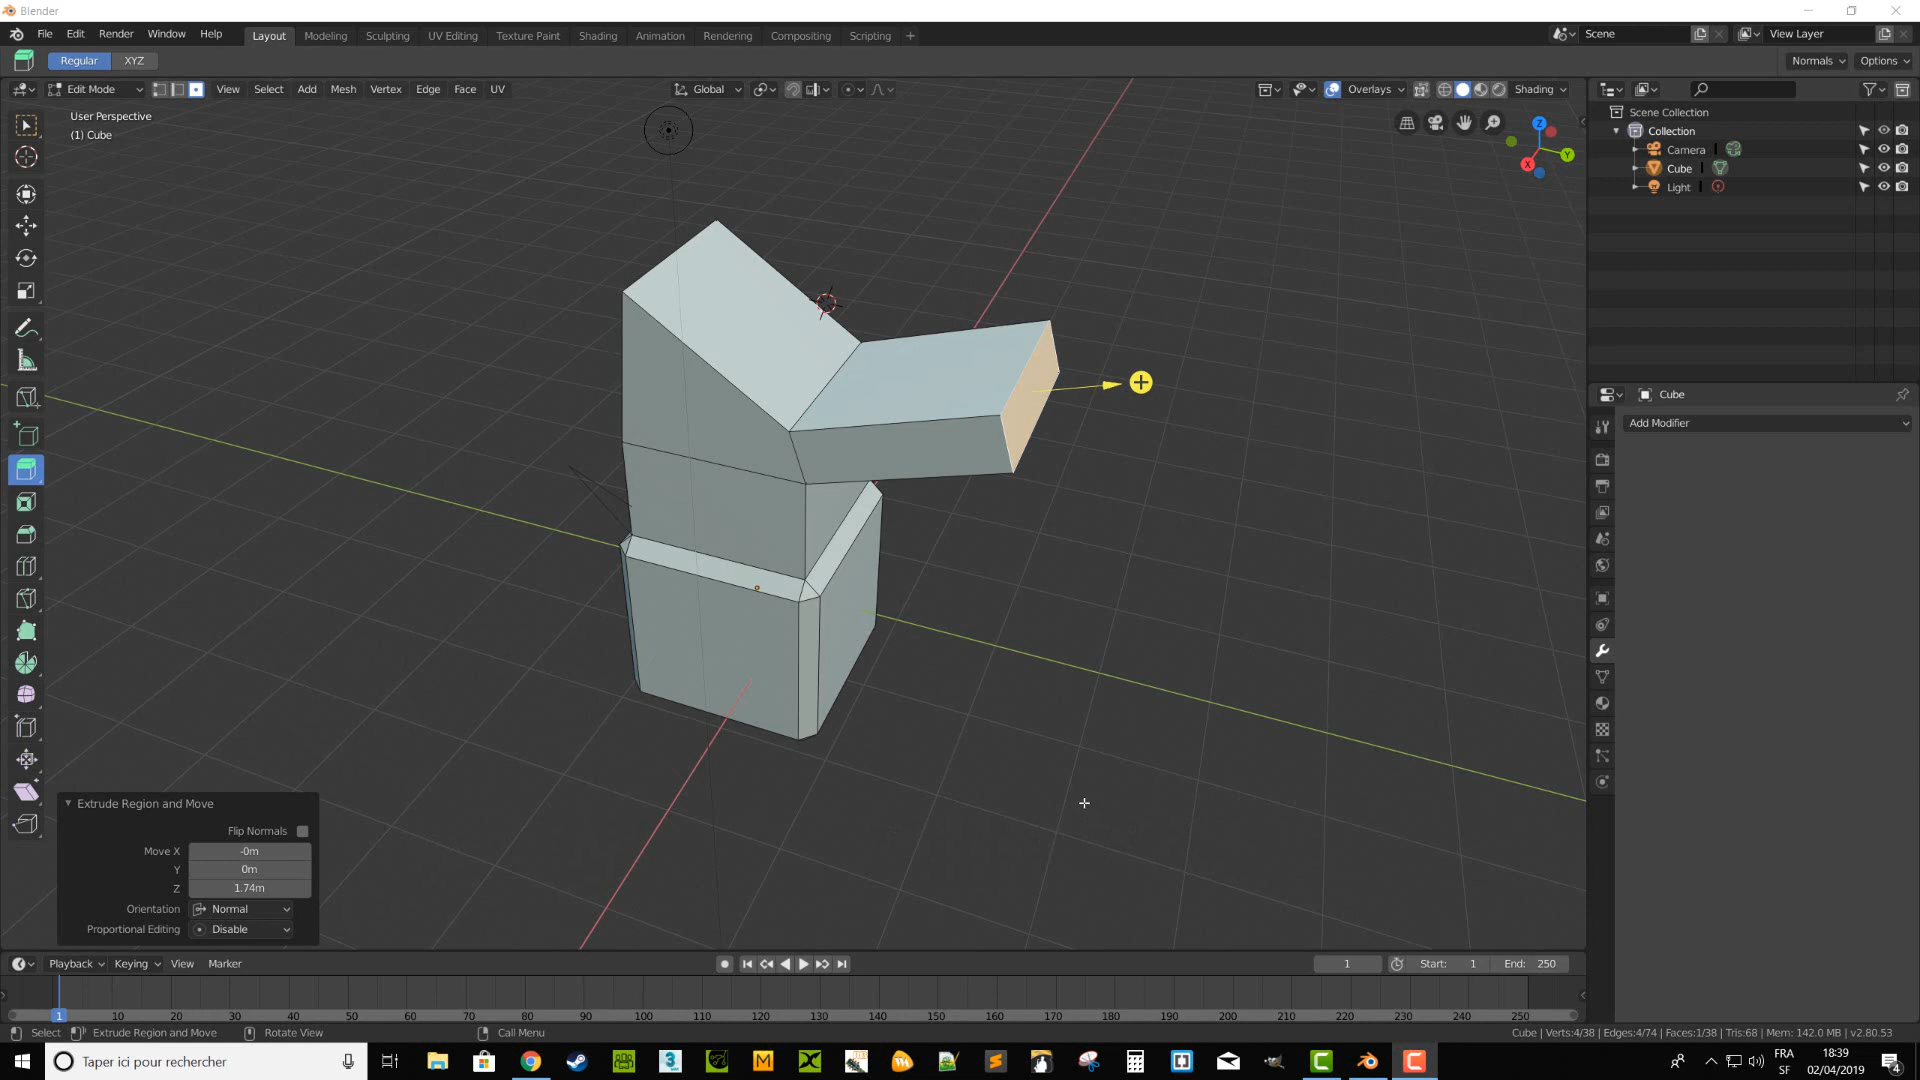 Blender
File Edit Render Window Help Layout Modeling Sculpting UV Editing Texture Paint Shading Animation Rendering Compositing Scripting + Scene View Layer
Regular XYZ Normals Options
Edit Mode View Select Add Mesh Vertex Edge Face UV Global Overlays Shading
User Perspective
(1) Cube
Z
Y
X
Scene Collection
Collection
Camera
Cube
Light
Cube
Add Modifier
Extrude Region and Move
Flip Normals
Move X -0m
Y 0m
Z 1.74m
Orientation Normal
Proportional Editing Disable
Playback Keying View Marker 1 Start: 1 End: 250
1 10 20 30 40 50 60 70 80 90 100 110 120 130 140 150 160 170 180 190 200 210 220 230 240 250
Select Extrude Region and Move Rotate View Call Menu Cube | Verts:4/38 | Edges:4/74 | Faces:1/38 | Tris:68 | Mem: 142.0 MB | v2.80.53
Taper ici pour rechercher
FRA 18:39
SF 02/04/2019 4